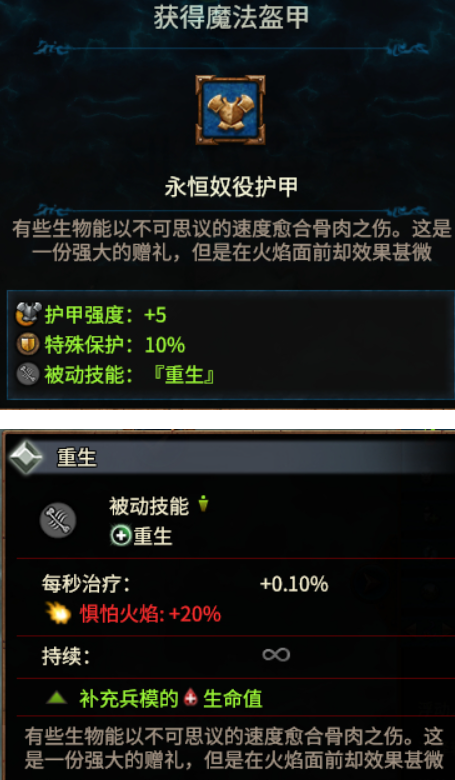 获得魔法盔甲
永恒奴役护甲
有些生物能以不可思议的速度愈合骨肉之伤。这是
一份强大的赠礼，但是在火焰面前却效果甚微
护甲强度：+5
特殊保护：10%
被动技能：『重生』
重生
被动技能
重生
每秒治疗： +0.10%
惧怕火焰: +20%
持续： ∞
补充兵模的生命值
有些生物能以不可思议的速度愈合骨肉之伤。这
是一份强大的赠礼，但是在火焰面前却效果甚微